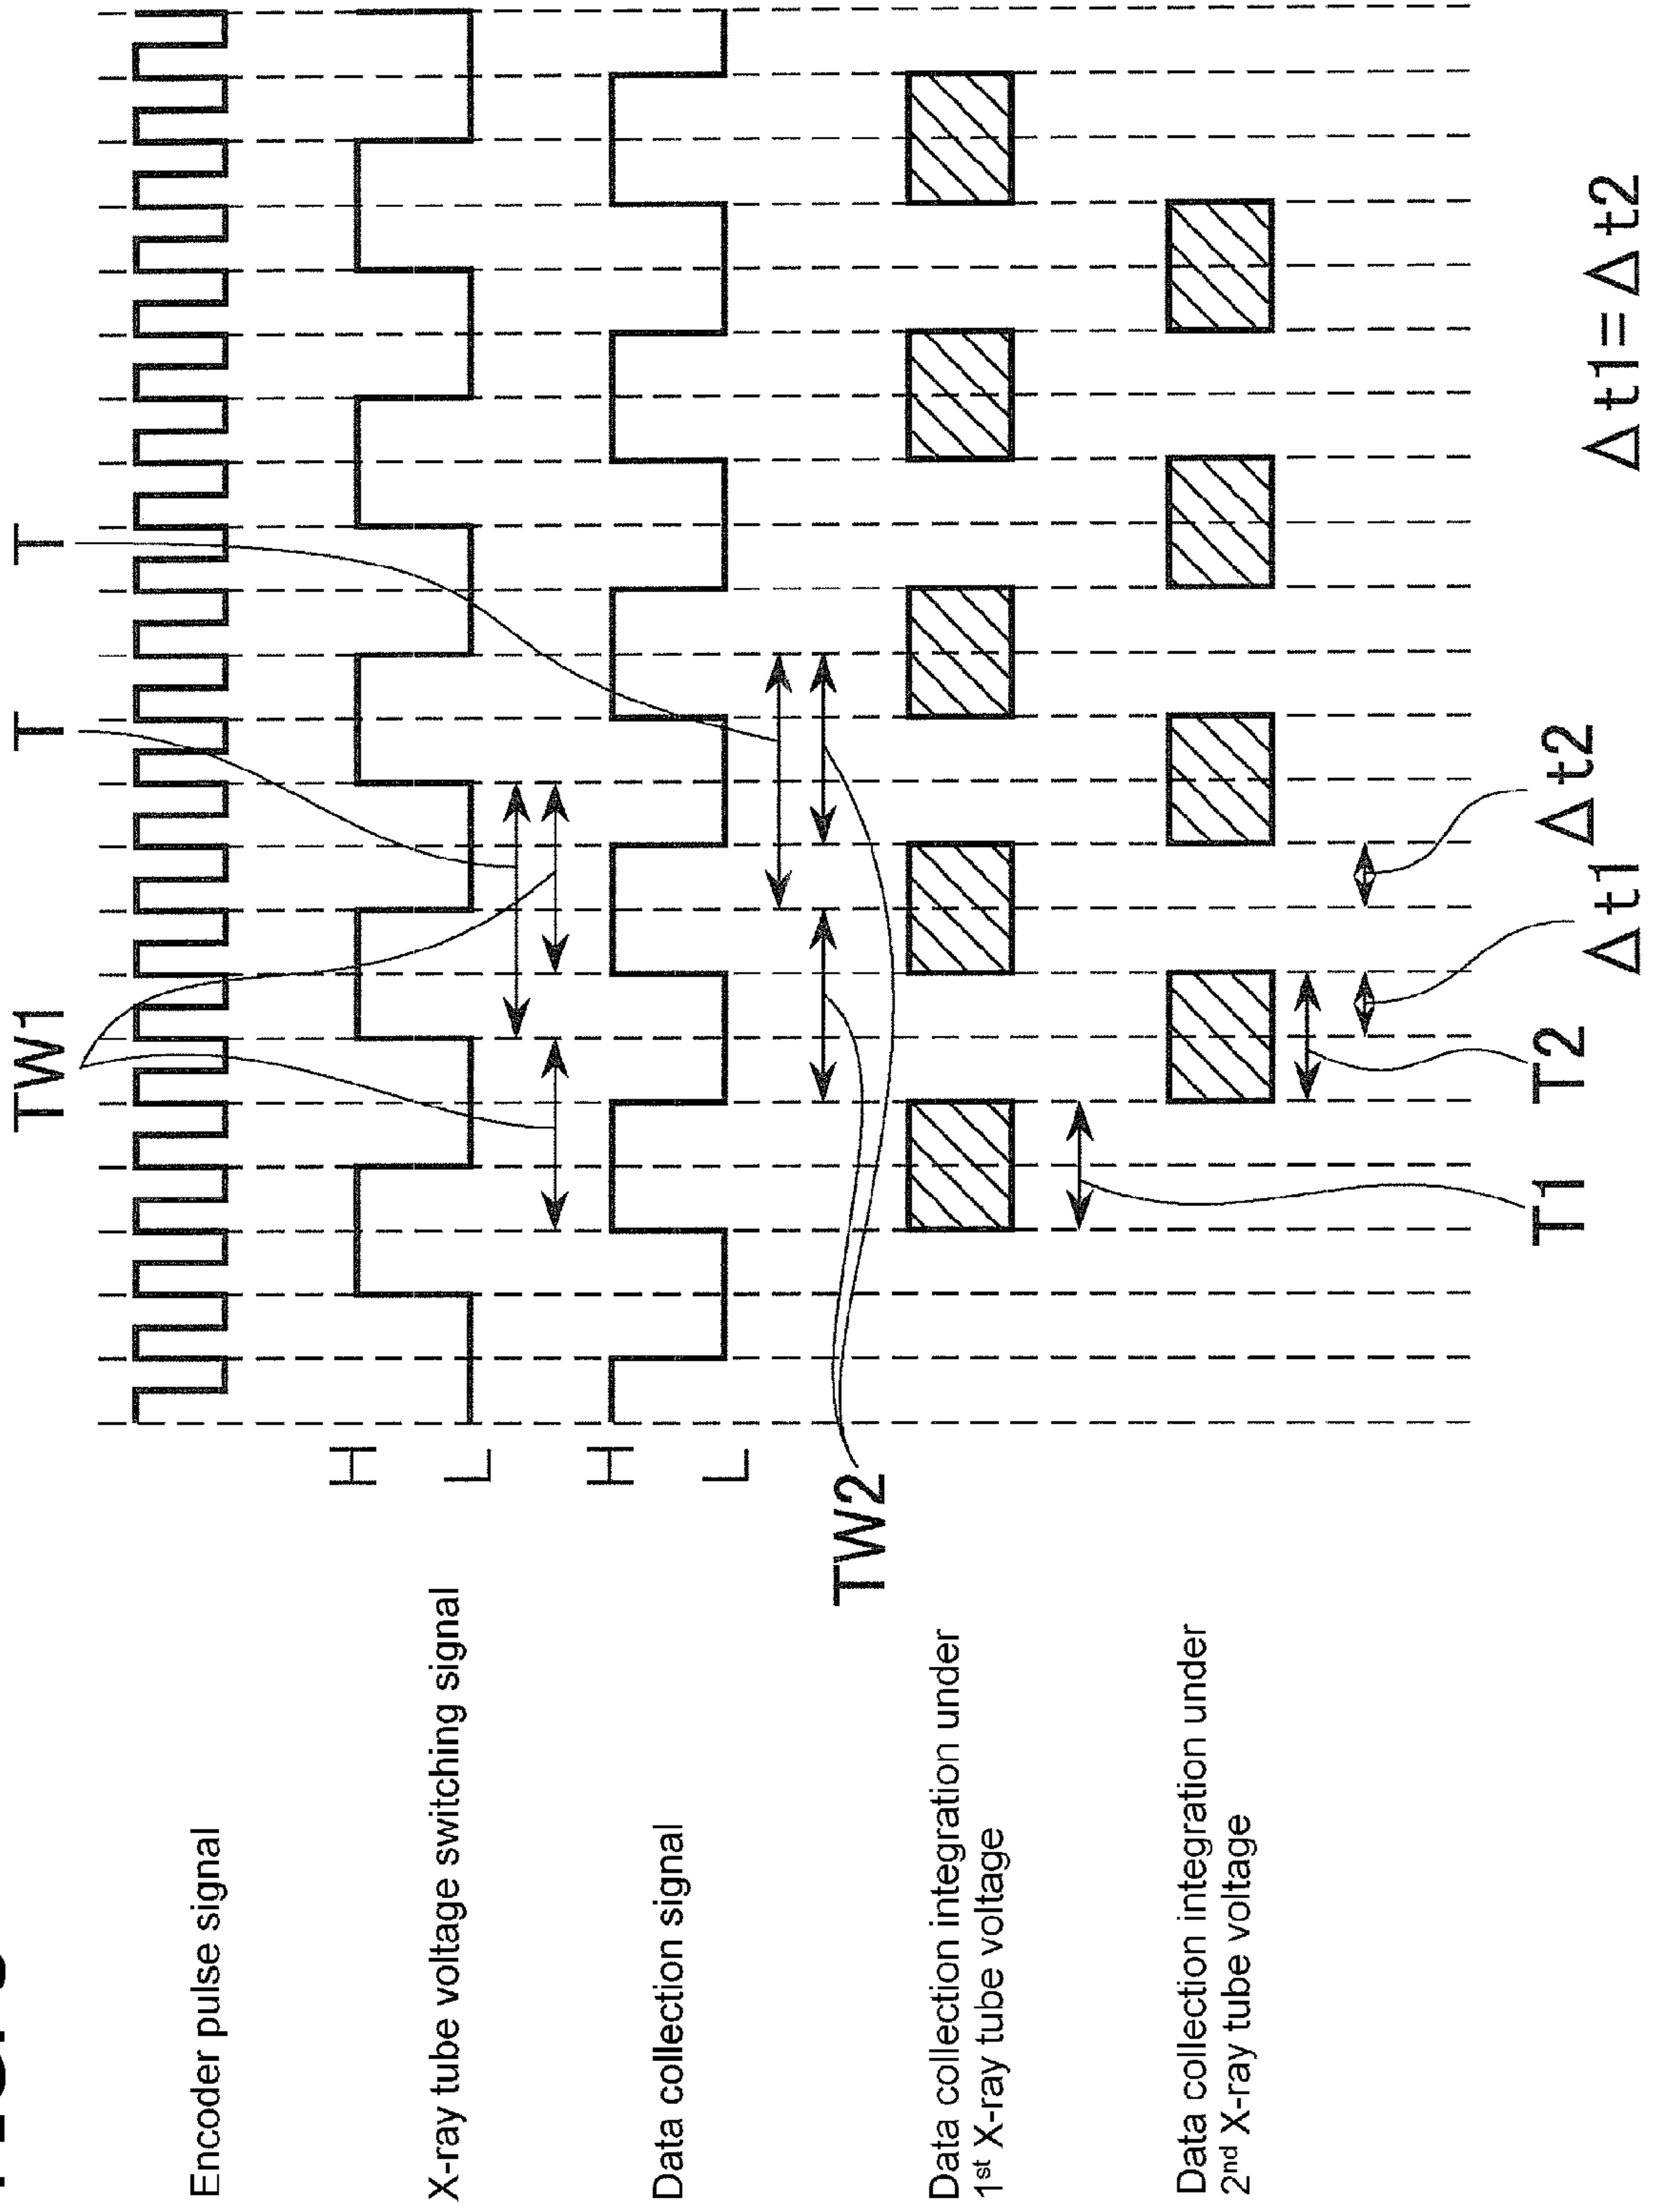 Encoder pulse signal
X-ray tube voltage switching signal
H
L
Data collection signal
H
L
Data collection integration under
1st X-ray tube voltage
Data collection integration under
2nd X-ray tube voltage
TW1
T
T
TW2
T1
T2
Δt1
Δt2
Δt1=Δt2